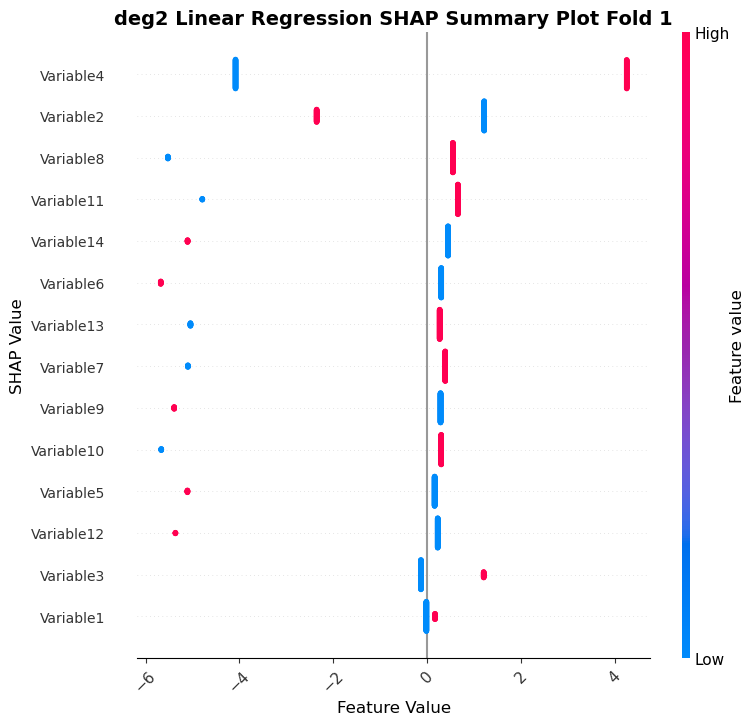 deg2 Linear Regression SHAP Summary Plot Fold 1
High
Variable4
Variable2
Variable8
Variable11
Variable14
Variable6
Variable13
Variable7
Variable9
Variable10
Variable5
Variable12
Variable3
Variable1
SHAP Value
Feature value
Low
−6
−4
−2
0
2
4
Feature Value